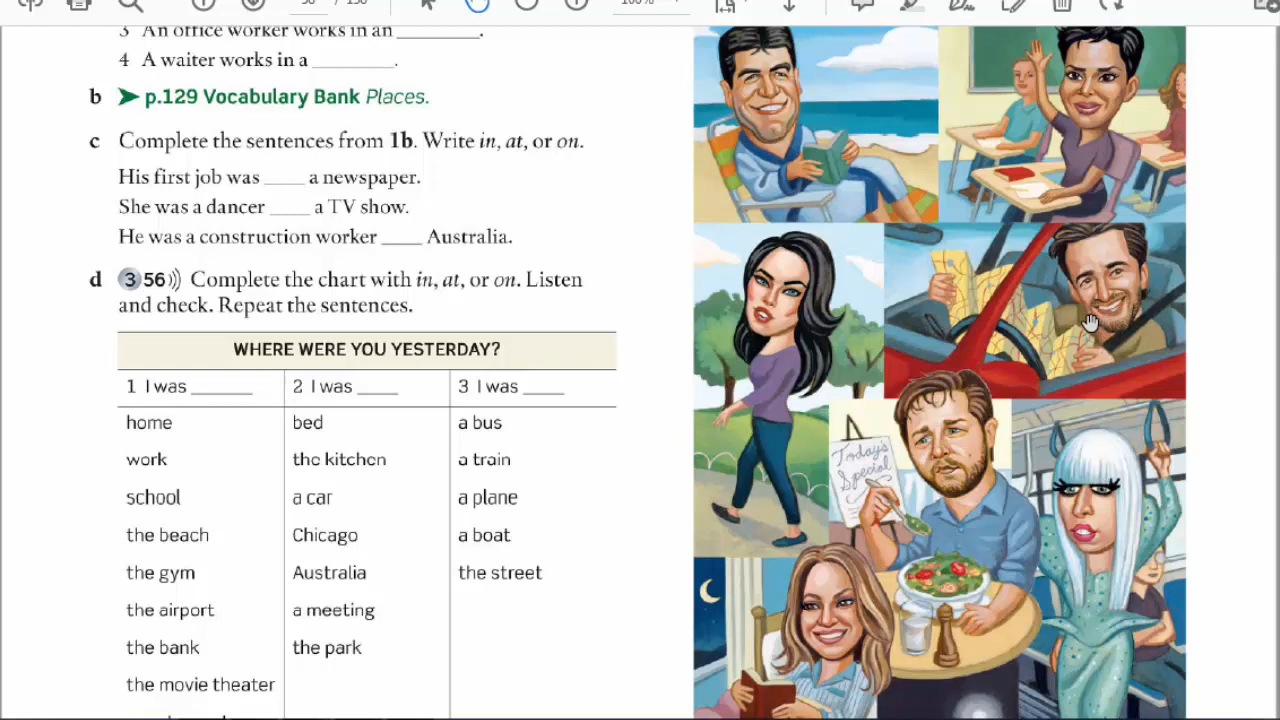 3 An office worker works in an ________.
4 A waiter works in a ________.
b ➤ p.129 Vocabulary Bank Places.
c Complete the sentences from 1b. Write in, at, or on.
His first job was ____ a newspaper.
She was a dancer ____ a TV show.
He was a construction worker ____ Australia.
d 3 56)) Complete the chart with in, at, or on. Listen
and check. Repeat the sentences.
WHERE WERE YOU YESTERDAY?
1 I was ______ 2 I was ____ 3 I was ____
home bed a bus
work the kitchen a train
school a car a plane
the beach Chicago a boat
the gym Australia the street
the airport a meeting
the bank the park
the movie theater
Today's
Special